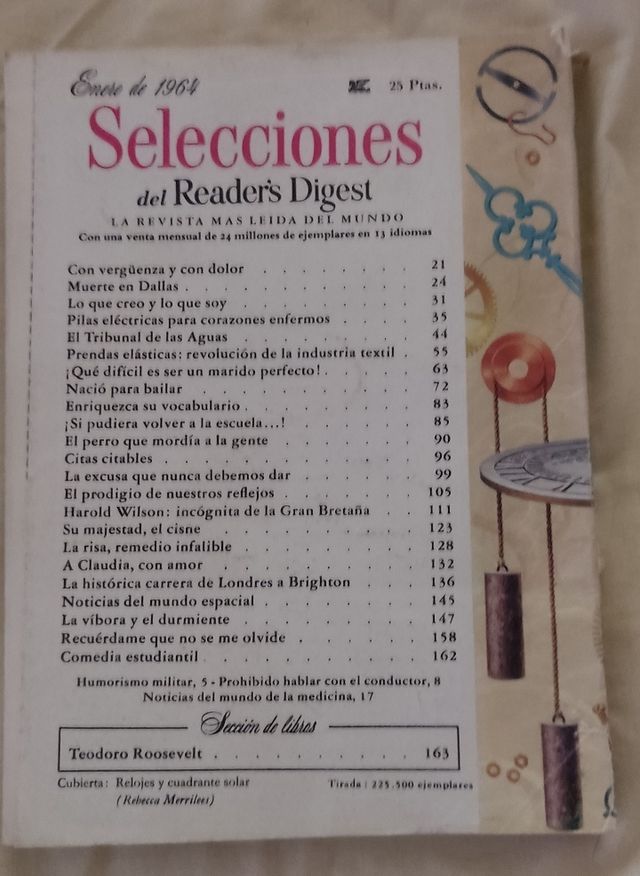 Enero de 1964 25 Ptas.
Selecciones
del Reader's Digest
LA REVISTA MAS LEIDA DEL MUNDO
Con una venta mensual de 24 millones de ejemplares en 13 idiomas
Con vergüenza y con dolor . . . . . . . . 21
Muerte en Dallas . . . . . . . . . . . 24
Lo que creo y lo que soy . . . . . . . . . 31
Pilas eléctricas para corazones enfermos . . . . 35
El Tribunal de las Aguas . . . . . . . . . 44
Prendas elásticas: revolución de la industria textil . 55
¡Qué difícil es ser un marido perfecto! . . . . . 63
Nació para bailar . . . . . . . . . . 72
Enriquezca su vocabulario . . . . . . . . . 83
¡Si pudiera volver a la escuela...! . . . . . . . 85
El perro que mordía a la gente . . . . . . . 90
Citas citables . . . . . . . . . . . . 96
La excusa que nunca debemos dar . . . . . . 99
El prodigio de nuestros reflejos . . . . . . . 105
Harold Wilson: incógnita de la Gran Bretaña . . 111
Su majestad, el cisne . . . . . . . . . 123
La risa, remedio infalible . . . . . . . . . 128
A Claudia, con amor . . . . . . . . . . 132
La histórica carrera de Londres a Brighton . . . 136
Noticias del mundo espacial . . . . . . . . 145
La víbora y el durmiente . . . . . . . . . 147
Recuérdame que no se me olvide . . . . . . 158
Comedia estudiantil . . . . . . . . . . 162
Humorismo militar, 5 - Prohibido hablar con el conductor, 8
Noticias del mundo de la medicina, 17
Sección de libros
Teodoro Roosevelt . . . . . . . . . . 163
Cubierta: Relojes y cuadrante solar Tirada: 225.500 ejemplares
(Rebecca Merrilees)